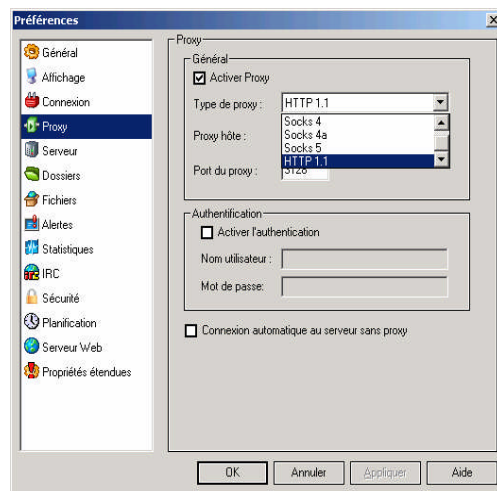 Préférences
Général
Affichage
Connexion
Proxy
Serveur
Dossiers
Fichiers
Alertes
Statistiques
IRC
Sécurité
Planification
Serveur Web
Propriétés étendues
Proxy
Général
Activer Proxy
Type de proxy : HTTP 1.1
Socks 4
Socks 4a
Socks 5
HTTP 1.1
Proxy hôte :
Port du proxy : 3128
Authentification
Activer l'authentication
Nom utilisateur :
Mot de passe:
Connexion automatique au serveur sans proxy
OK Annuler Appliquer Aide